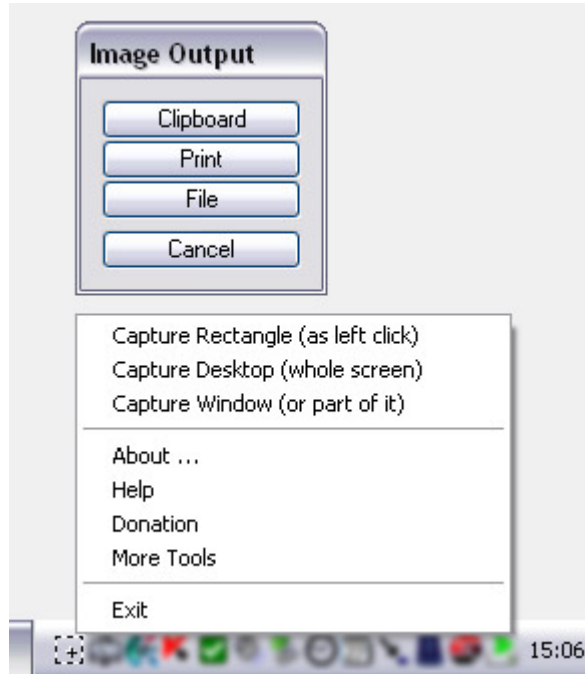 Image Output
Clipboard
Print
File
Cancel
Capture Rectangle (as left click)
Capture Desktop (whole screen)
Capture Window (or part of it)
About ...
Help
Donation
More Tools
Exit
15:06